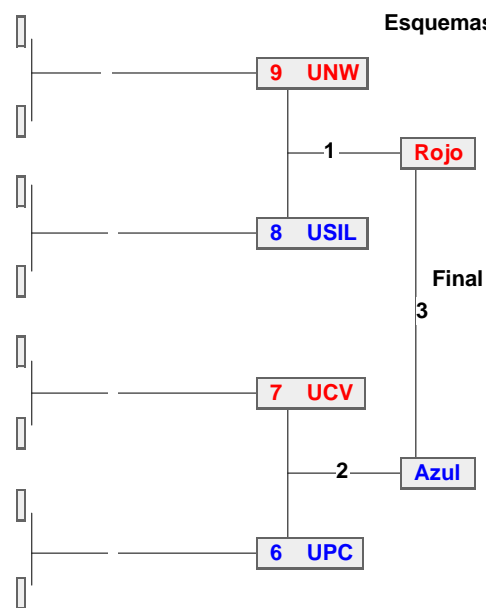 Esquemas
9 UNW
1
Rojo
8 USIL
Final
3
7 UCV
2
Azul
6 UPC